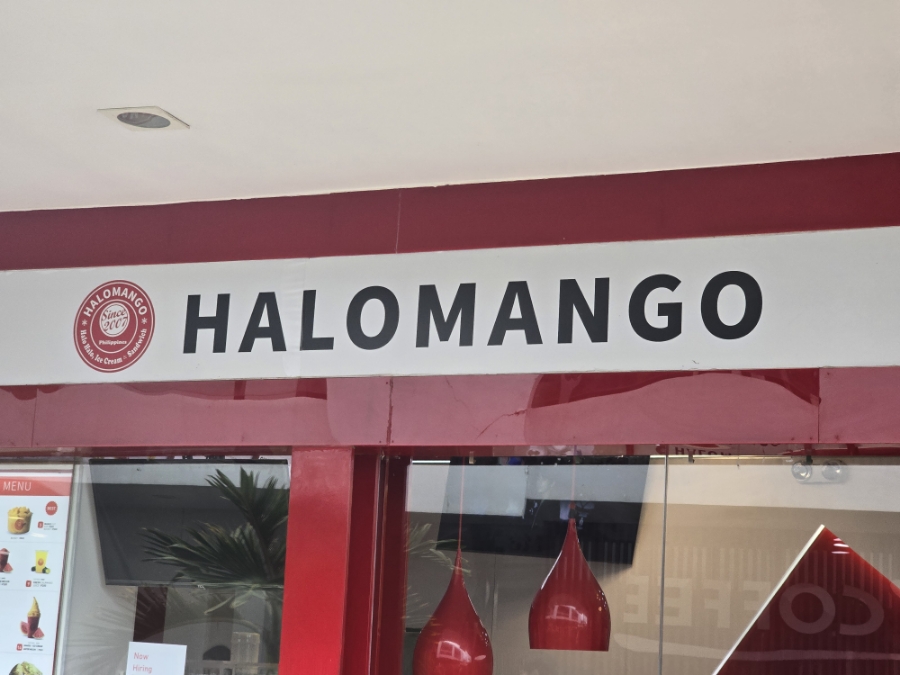 HALOMANGO
HALOMANGO
Since
2007
Philippines
Halo Halo, Ice Cream & Sandwich
MENU
Now
Hiring
COFFEE